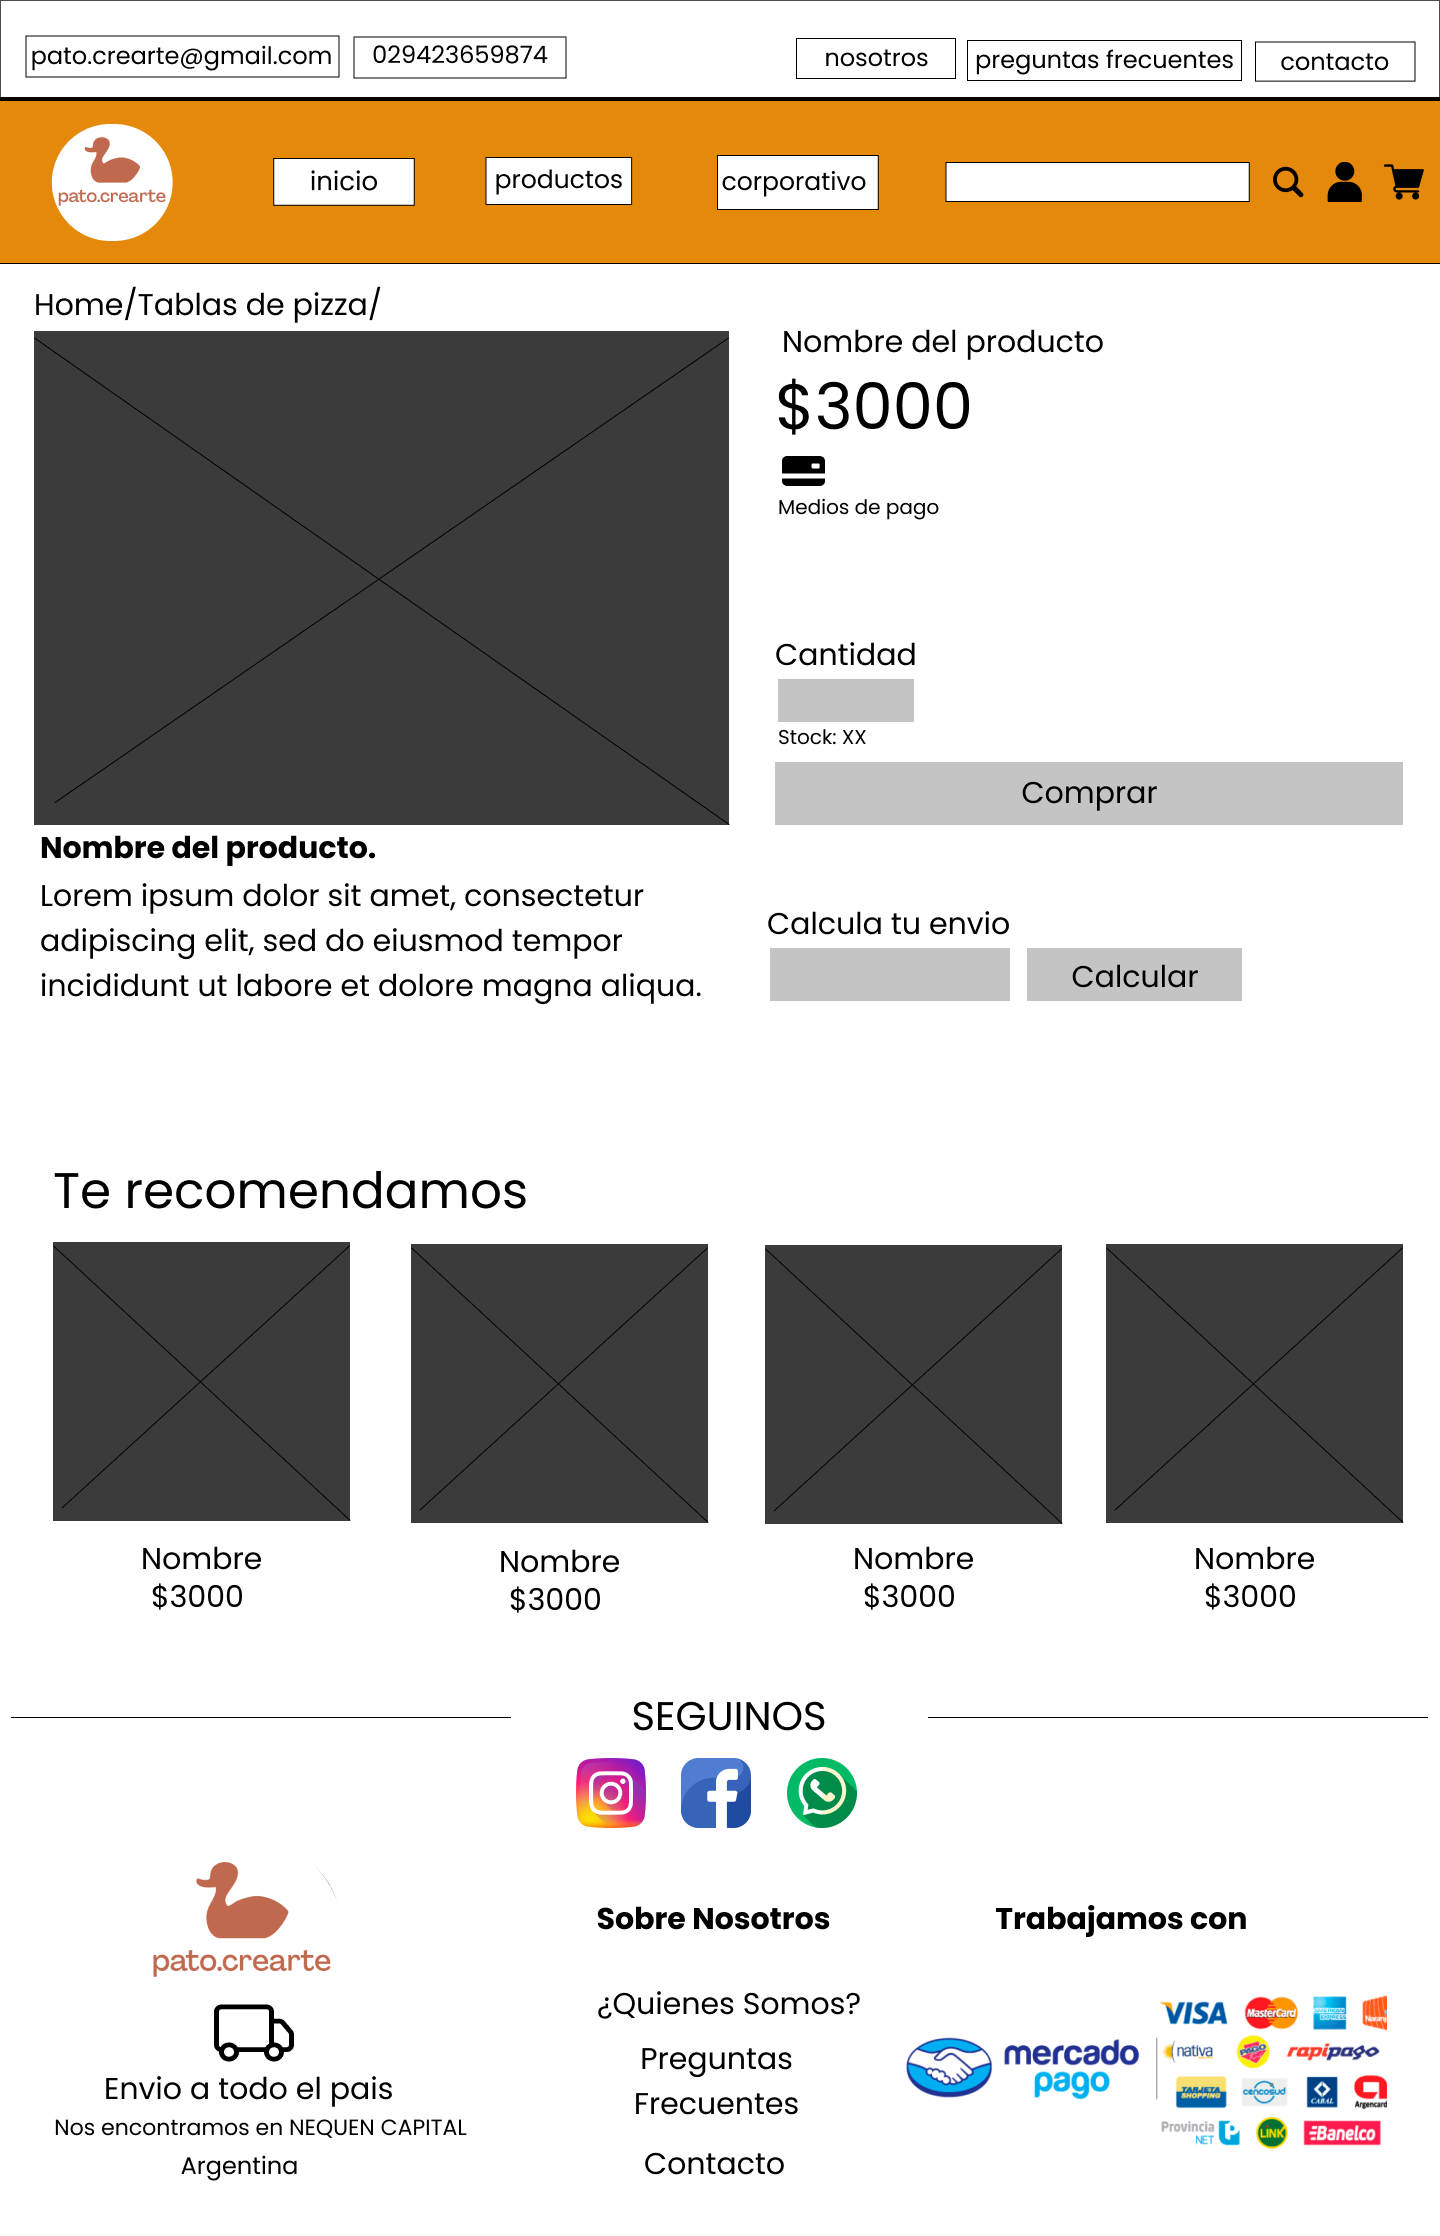 pato.crearte@gmail.com
029423659874
nosotros
preguntas frecuentes
contacto
pato.crearte
inicio
productos
corporativo
Home/Tablas de pizza/
Nombre del producto
$3000
Medios de pago
Cantidad
Stock: XX
Comprar
Nombre del producto.
Lorem ipsum dolor sit amet, consectetur
adipiscing elit, sed do eiusmod tempor
incididunt ut labore et dolore magna aliqua.
Calcula tu envio
Calcular
Te recomendamos
Nombre
$3000
Nombre
$3000
Nombre
$3000
Nombre
$3000
SEGUINOS
pato.crearte
Envio a todo el pais
Nos encontramos en NEQUEN CAPITAL
Argentina
Sobre Nosotros
¿Quienes Somos?
Preguntas
Frecuentes
Contacto
Trabajamos con
mercado
pago
VISA
MasterCard
AMERICAN
EXPRESS
nativa
PAGO
rapipago
TARJETA
SHOPPING
cencosud
CABAL
Argencard
Provincia
NET
LINK
Banelco